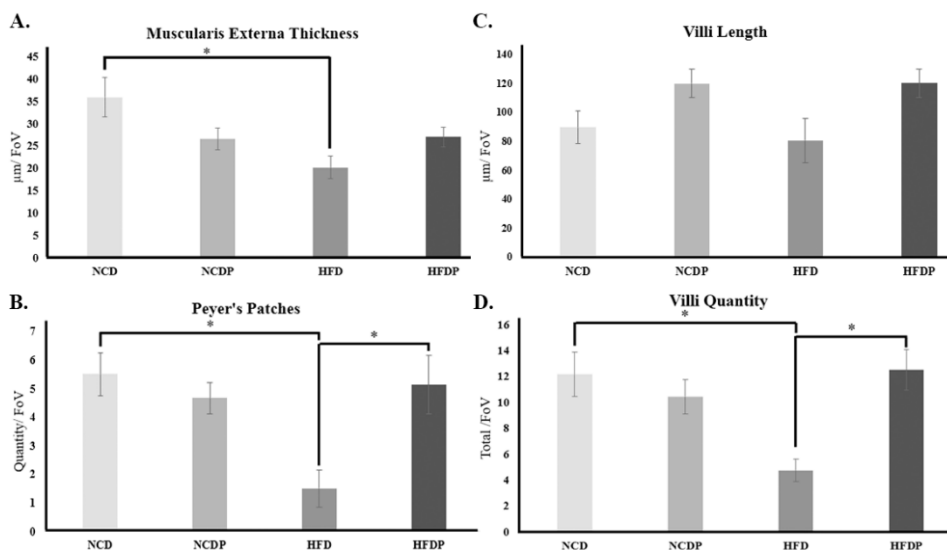 A.
Muscularis Externa Thickness
45
40
35
30
25
20
15
10
5
0
µm/ FoV
*
NCD NCDP HFD HFDP
B.
Peyer's Patches
7
6
5
4
3
2
1
0
Quantity/ FoV
*
*
NCD NCDP HFD HFDP
C.
Villi Length
140
120
100
80
60
40
20
0
µm/ FoV
NCD NCDP HFD HFDP
D.
Villi Quantity
16
14
12
10
8
6
4
2
0
Total /FoV
*
*
NCD NCDP HFD HFDP